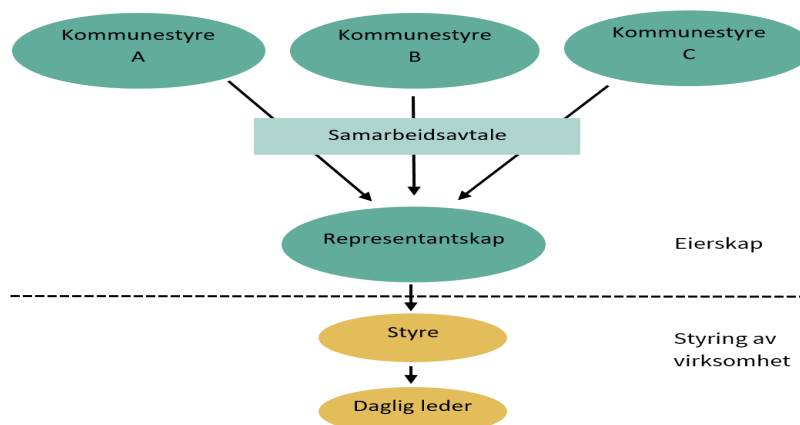 Kommunestyre
A
Kommunestyre
B
Kommunestyre
C
Samarbeidsavtale
Representantskap
Eierskap
Styre
Styring av
virksomhet
Daglig leder